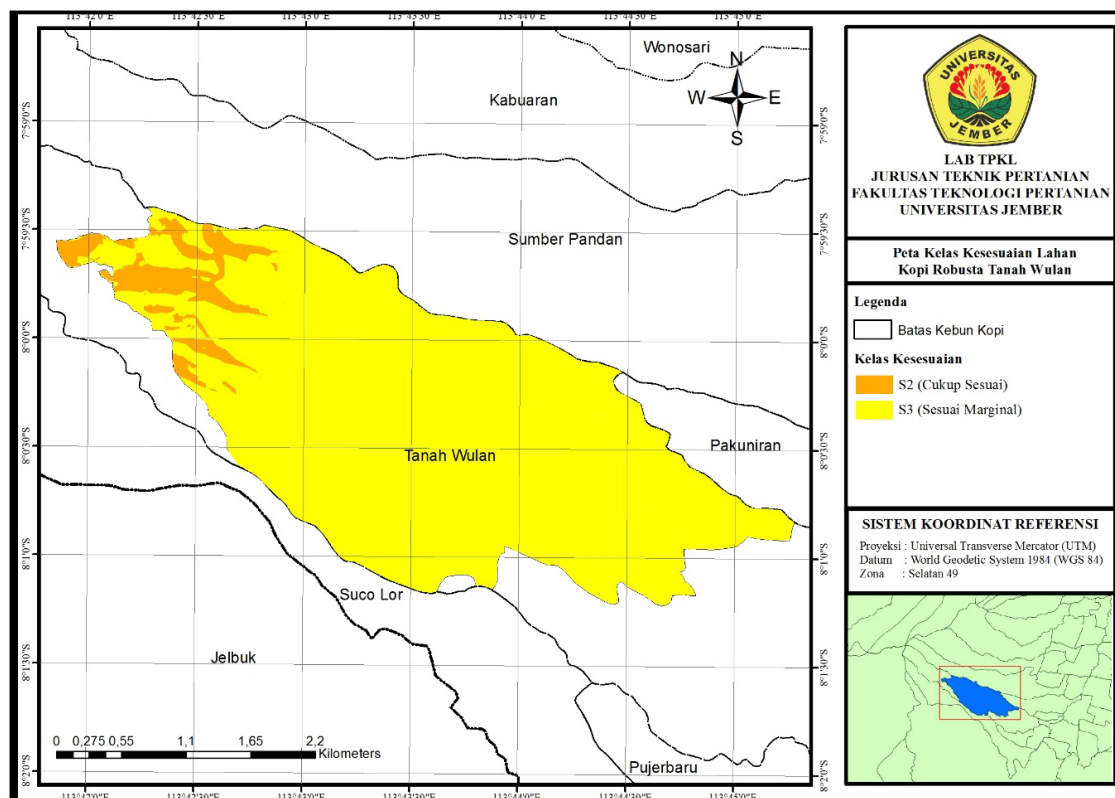 113°42'0"E 113°42'30"E 113°43'0"E 113°43'30"E 113°44'0"E 113°44'30"E 113°45'0"E
Wonosari
N
W E
S
Kabuaran
7°59'0"S
7°59'0"S
7°59'30"S
7°59'30"S
Sumber Pandan
8°0'0"S
8°0'0"S
Pakuniran
8°0'30"S
8°0'30"S
Tanah Wulan
8°1'0"S
8°1'0"S
Suco Lor
Jelbuk
8°1'30"S
8°1'30"S
0 0,275 0,55 1,1 1,65 2,2
Kilometers
Pujerbaru
8°2'0"S
8°2'0"S
113°42'0"E 113°42'30"E 113°43'0"E 113°43'30"E 113°44'0"E 113°44'30"E 113°45'0"E
UNIVERSITAS
JEMBER
LAB TPKL
JURUSAN TEKNIK PERTANIAN
FAKULTAS TEKNOLOGI PERTANIAN
UNIVERSITAS JEMBER
Peta Kelas Kesesuaian Lahan
Kopi Robusta Tanah Wulan
Legenda
Batas Kebun Kopi
Kelas Kesesuaian
S2 (Cukup Sesuai)
S3 (Sesuai Marginal)
SISTEM KOORDINAT REFERENSI
Proyeksi : Universal Transverse Mercator (UTM)
Datum : World Geodetic System 1984 (WGS 84)
Zona : Selatan 49